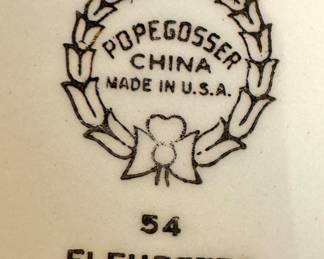 POPEGOSSER
CHINA
MADE IN U.S.A.
54